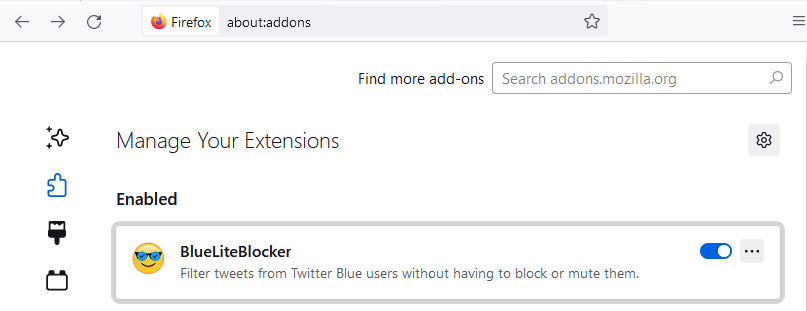 Firefox about:addons
Find more add-ons Search addons.mozilla.org
Manage Your Extensions
Enabled
BlueLiteBlocker
Filter tweets from Twitter Blue users without having to block or mute them.